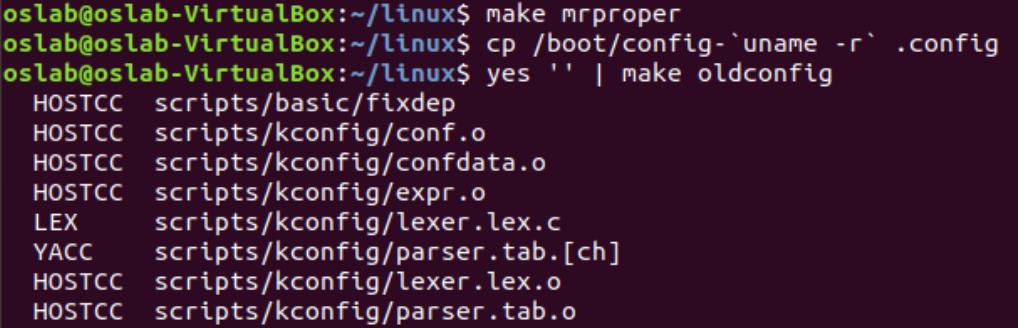 oslab@oslab-VirtualBox:~/linux$ make mrproper
oslab@oslab-VirtualBox:~/linux$ cp /boot/config-`uname -r` .config
oslab@oslab-VirtualBox:~/linux$ yes '' | make oldconfig
  HOSTCC  scripts/basic/fixdep
  HOSTCC  scripts/kconfig/conf.o
  HOSTCC  scripts/kconfig/confdata.o
  HOSTCC  scripts/kconfig/expr.o
  LEX     scripts/kconfig/lexer.lex.c
  YACC    scripts/kconfig/parser.tab.[ch]
  HOSTCC  scripts/kconfig/lexer.lex.o
  HOSTCC  scripts/kconfig/parser.tab.o